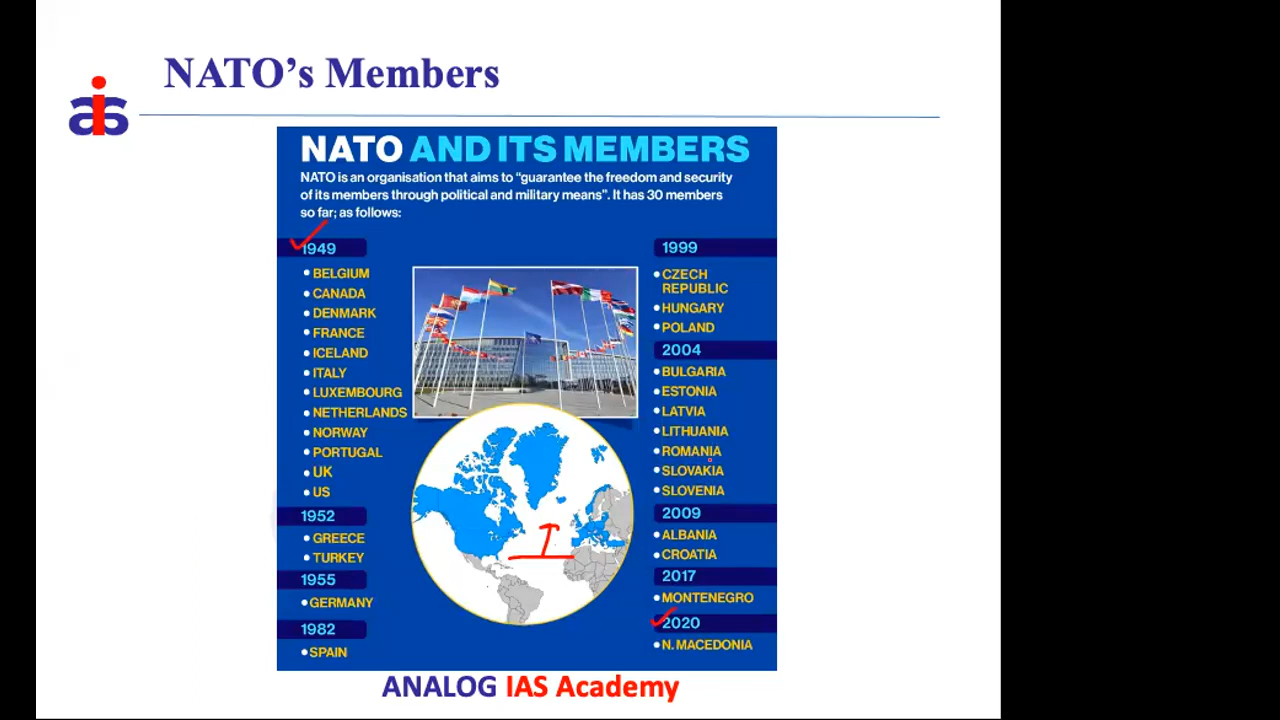 NATO's Members
ias
NATO AND ITS MEMBERS
NATO is an organisation that aims to “guarantee the freedom and security
of its members through political and military means”. It has 30 members
so far; as follows:
1949
• BELGIUM
• CANADA
• DENMARK
• FRANCE
• ICELAND
• ITALY
• LUXEMBOURG
• NETHERLANDS
• NORWAY
• PORTUGAL
• UK
• US
1952
• GREECE
• TURKEY
1955
• GERMANY
1982
• SPAIN
1999
• CZECH
REPUBLIC
• HUNGARY
• POLAND
2004
• BULGARIA
• ESTONIA
• LATVIA
• LITHUANIA
• ROMANIA
• SLOVAKIA
• SLOVENIA
2009
• ALBANIA
• CROATIA
2017
• MONTENEGRO
2020
• N. MACEDONIA
ANALOG IAS Academy